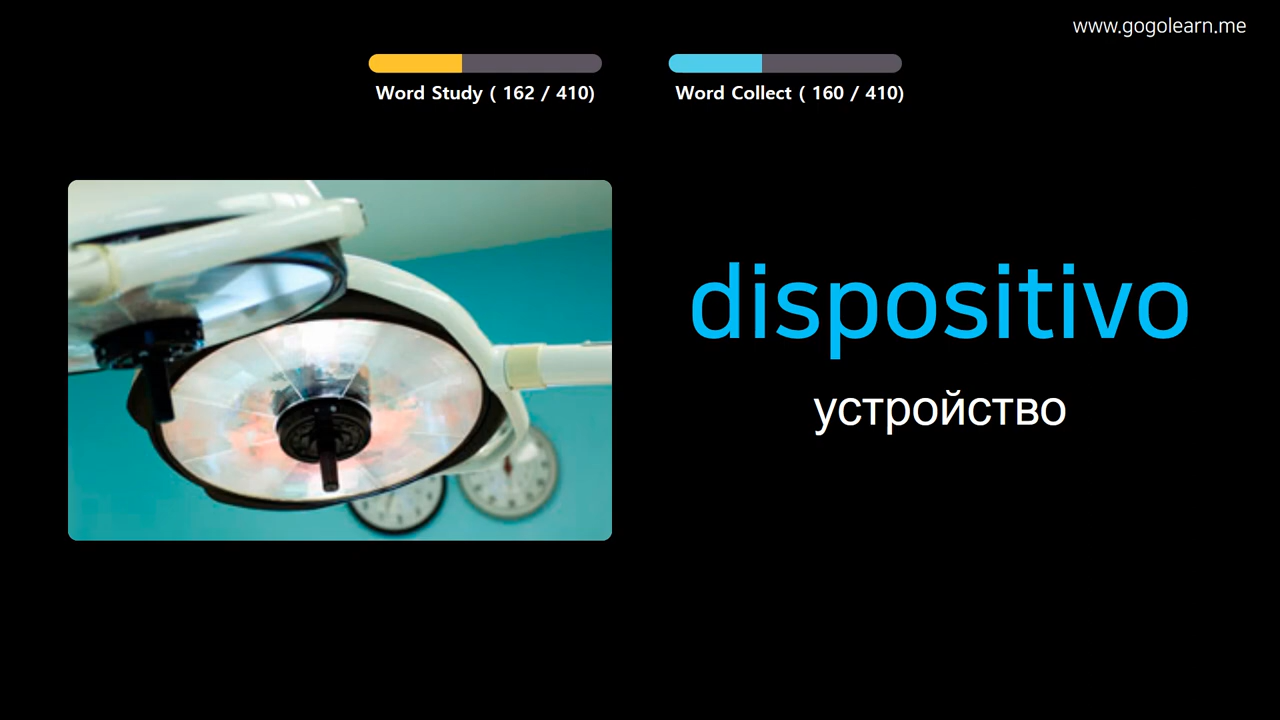 www.gogolearn.me
Word Study ( 162 / 410)
Word Collect ( 160 / 410)
dispositivo
устройство